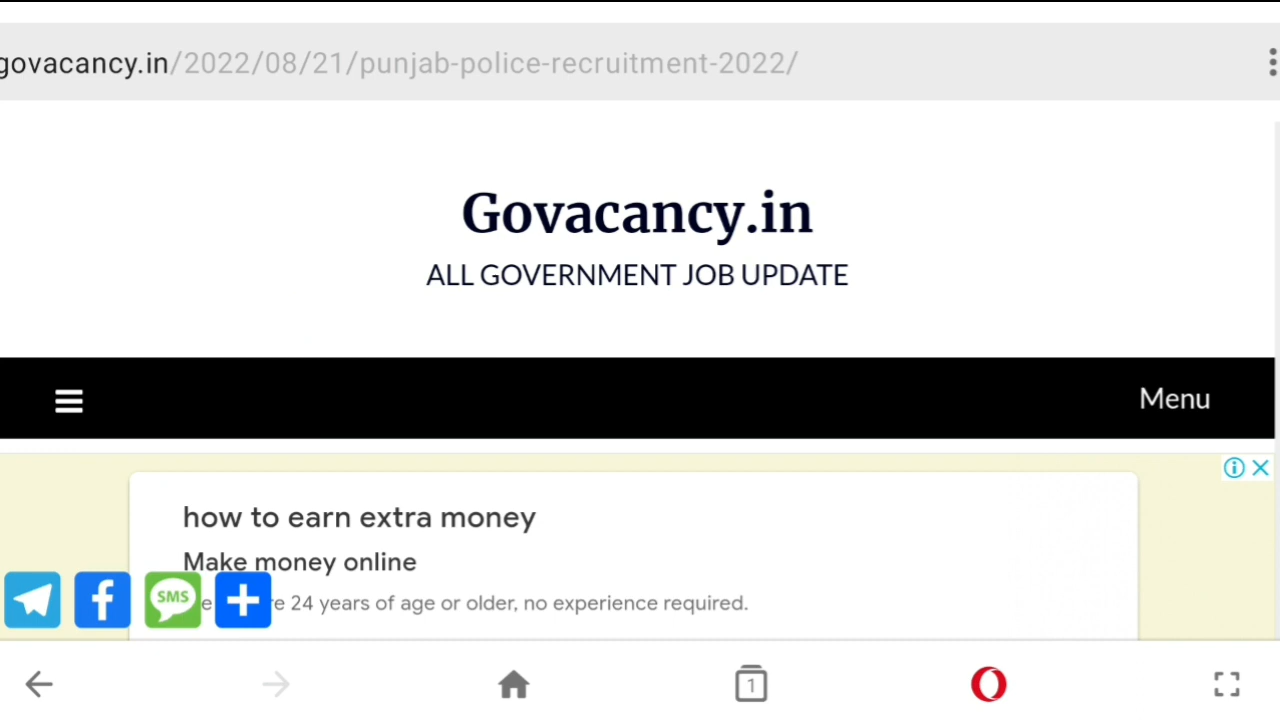 govacancy.in/2022/08/21/punjab-police-recruitment-2022/
Govacancy.in
ALL GOVERNMENT JOB UPDATE
Menu
how to earn extra money
Make money online
24 years of age or older, no experience required.
SMS
1